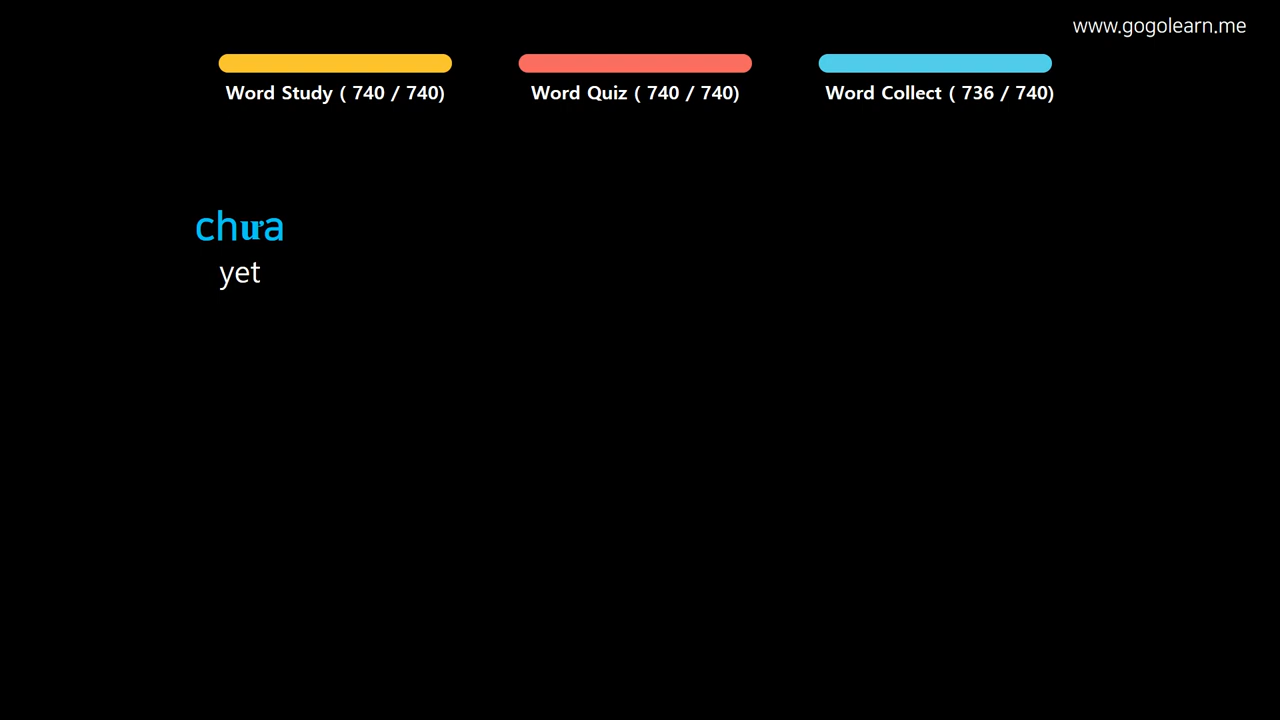 www.gogolearn.me
Word Study ( 740 / 740)
Word Quiz ( 740 / 740)
Word Collect ( 736 / 740)
chưa
yet